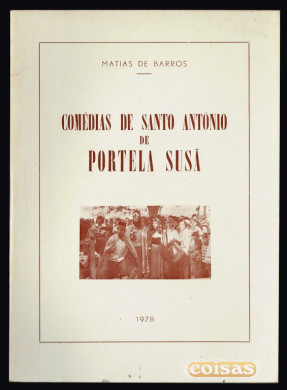 MATIAS DE BARROS
COMÉDIAS DE SANTO ANTÓNIO
DE
PORTELA SUSÃ
1978
coisas